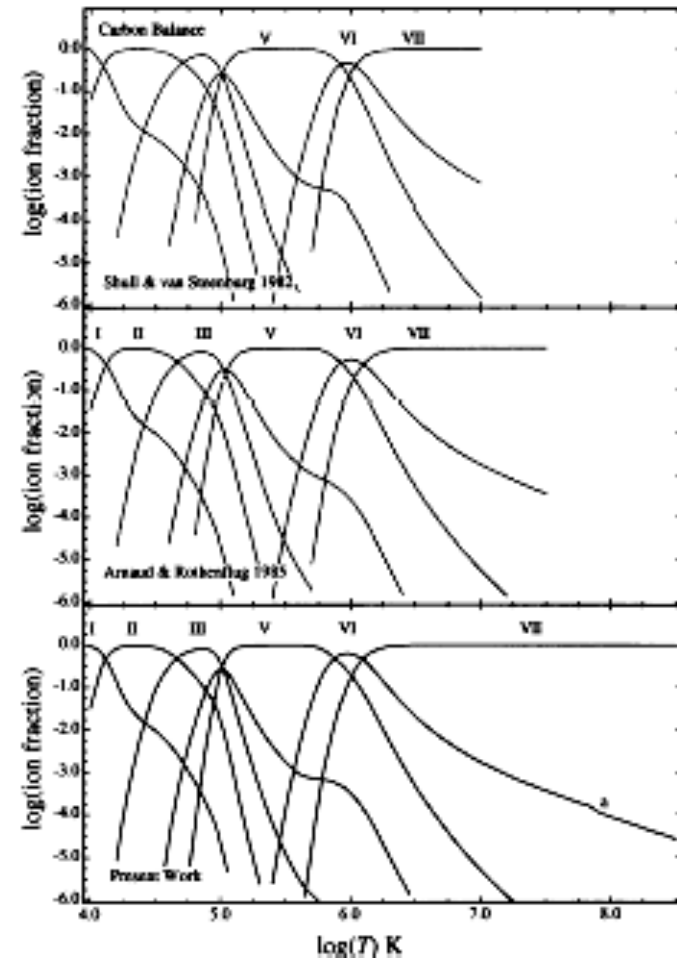 Carbon Balance
V VI VII
0.0
-1.0
-2.0
-3.0
-4.0
-5.0
-6.0
log(ion fraction)
Shull & van Steenburg 1982
I II III V VI VII
0.0
-1.0
-2.0
-3.0
-4.0
-5.0
-6.0
log(ion fraction)
Arnaud & Rothenflug 1985
I II III V VI VII
0.0
-1.0
-2.0
-3.0
-4.0
-5.0
-6.0
log(ion fraction)
a
Present Work
4.0 5.0 6.0 7.0 8.0
log(T) K